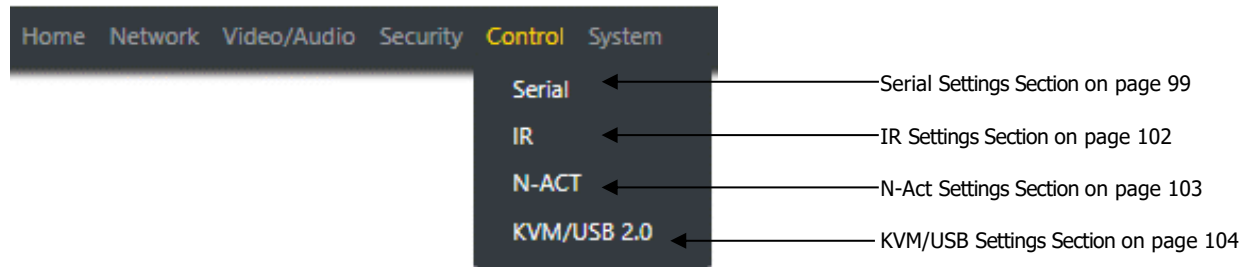 Home Network Video/Audio Security Control System
Serial Serial Settings Section on page 99
IR IR Settings Section on page 102
N-ACT N-Act Settings Section on page 103
KVM/USB 2.0 KVM/USB Settings Section on page 104